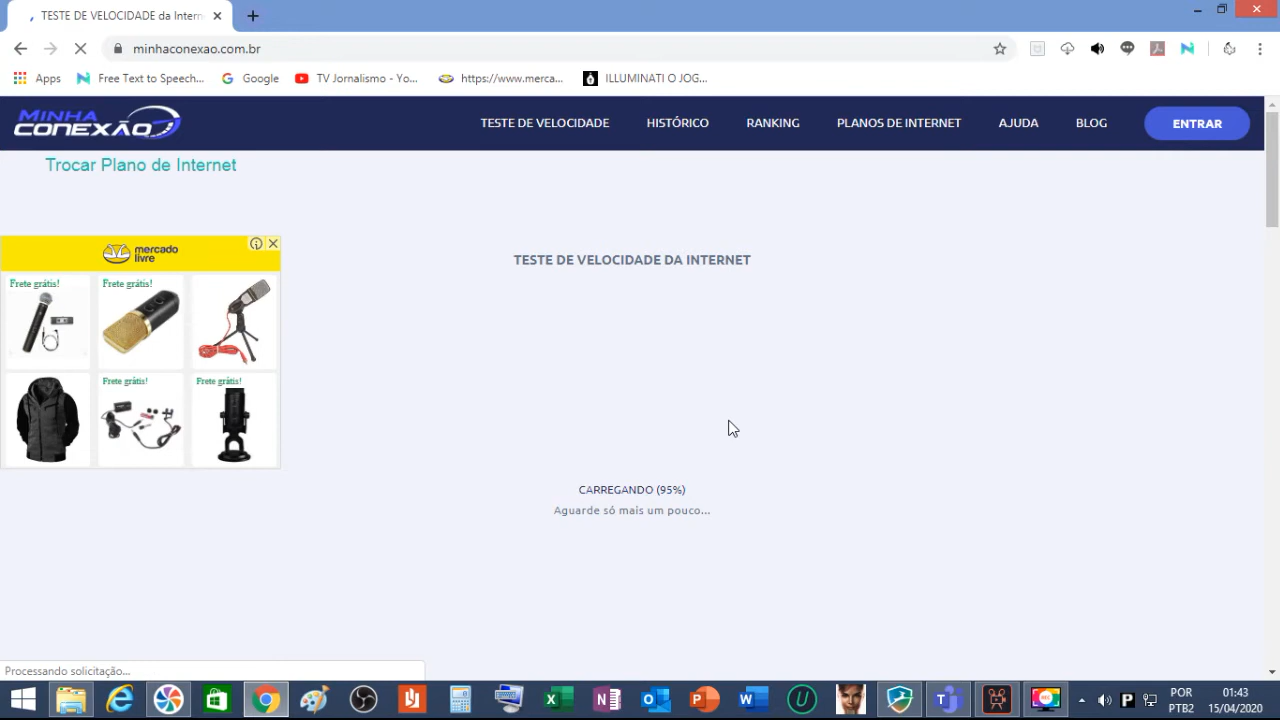 TESTE DE VELOCIDADE da Intern
minhaconexao.com.br
Apps
Free Text to Speech...
Google
TV Jornalismo - Yo...
https://www.merca...
ILLUMINATI O JOG...
MINHA CONEXÃO
TESTE DE VELOCIDADE
HISTÓRICO
RANKING
PLANOS DE INTERNET
AJUDA
BLOG
ENTRAR
Trocar Plano de Internet
mercado
livre
Frete grátis!
Frete grátis!
Frete grátis!
Frete grátis!
TESTE DE VELOCIDADE DA INTERNET
CARREGANDO (95%)
Aguarde só mais um pouco...
Processando solicitação...
POR
PTB2
01:43
15/04/2020